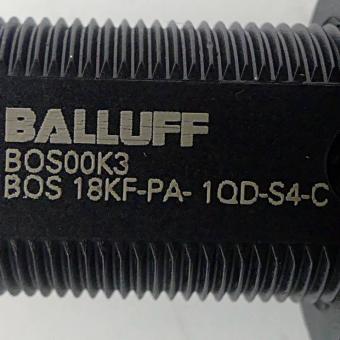 BALLUFF
BOS00K3
BOS 18KF-PA- 1QD-S4-C